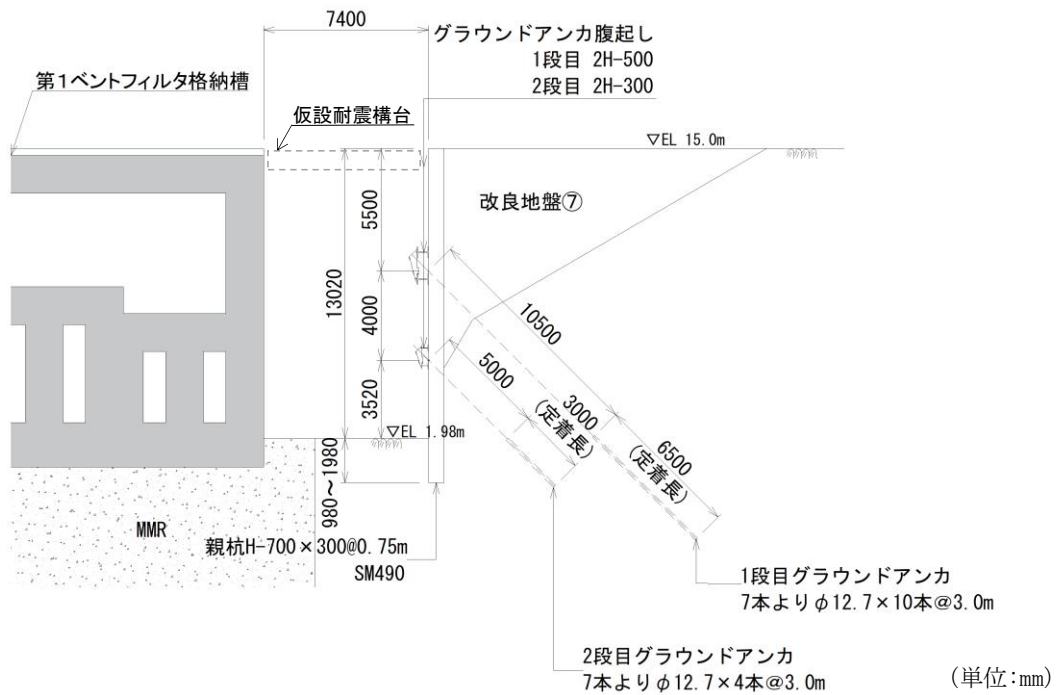 7400
グラウンドアンカ腹起し
1段目 2H-500
2段目 2H-300
第1ベントフィルタ格納槽
仮設耐震構台
▽EL 15.0m
改良地盤⑦
5500
13020
4000
3520
10500
5000
3000
(定着長)
6500
(定着長)
▽EL 1.98m
980～1980
MMR
親杭H-700×300@0.75m
SM490
1段目グラウンドアンカ
7本よりφ12.7×10本@3.0m
2段目グラウンドアンカ
7本よりφ12.7×4本@3.0m
(単位:mm)